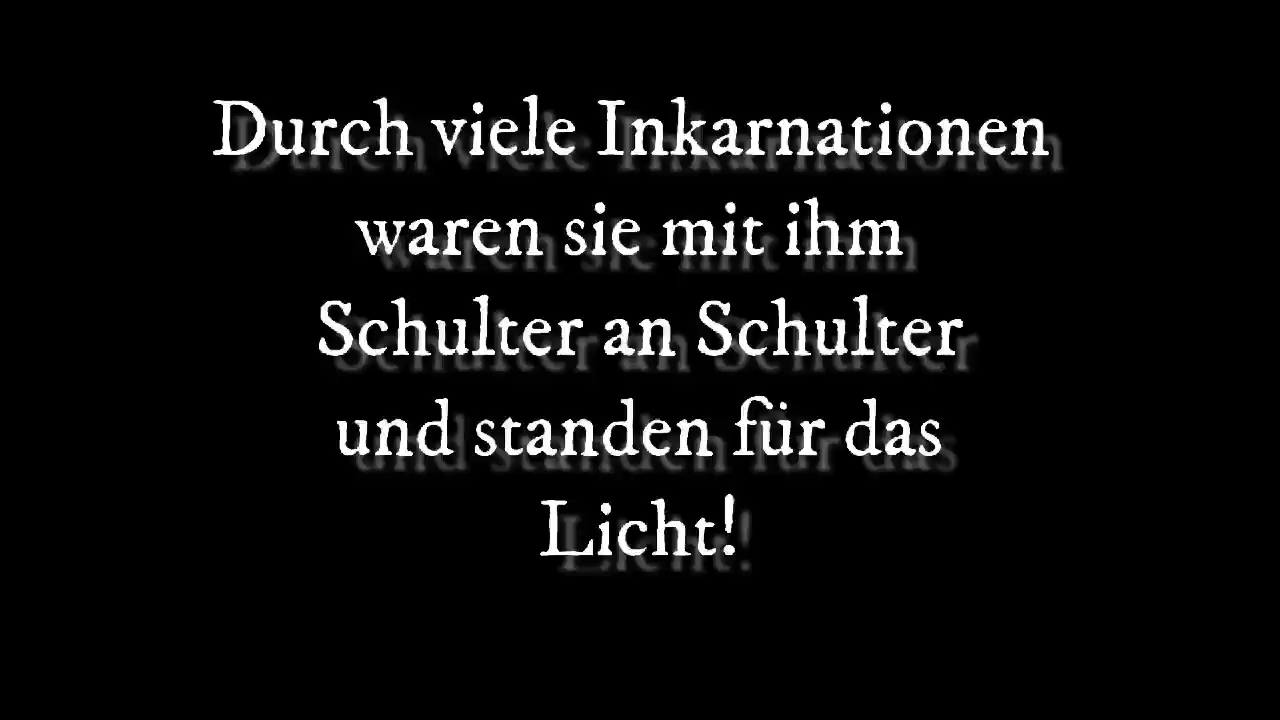 Durch viele Inkarnationen
waren sie mit ihm
Schulter an Schulter
und standen für das
Licht!